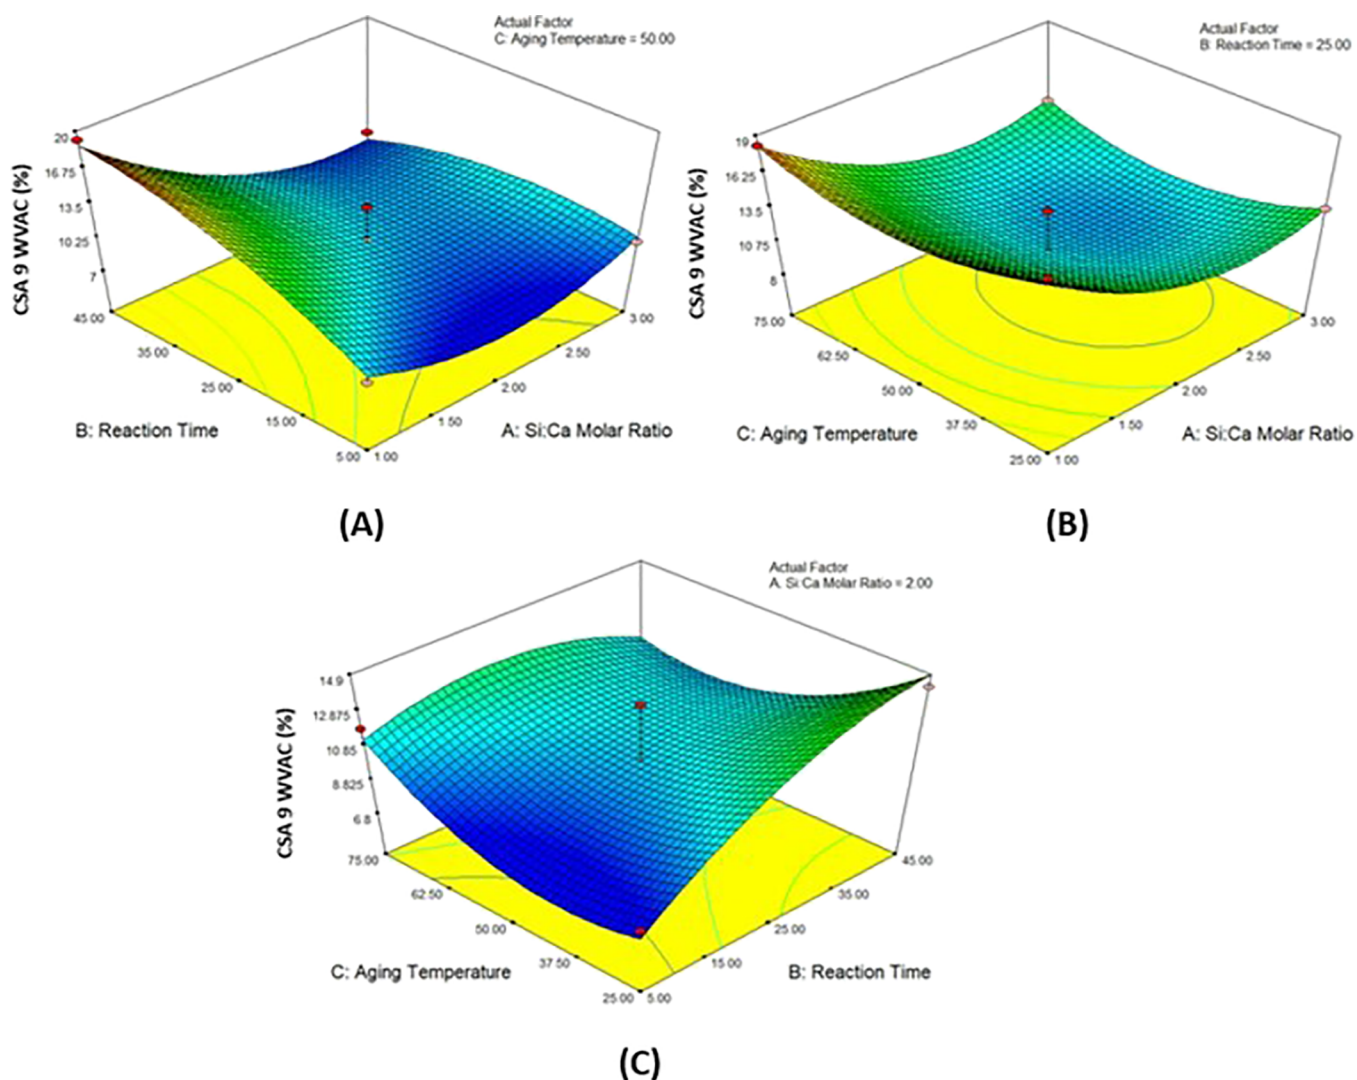 Actual Factor
C: Aging Temperature = 50.00
CSA 9 WVAC (%)
20
16.75
13.5
10.25
7
45.00
35.00
25.00
15.00
5.00
1.00
1.50
2.00
2.50
3.00
B: Reaction Time
A: Si:Ca Molar Ratio
(A)
Actual Factor
B: Reaction Time = 25.00
CSA 9 WVAC (%)
19
16.25
13.5
10.75
8
75.00
62.50
50.00
37.50
25.00
1.00
1.50
2.00
2.50
3.00
C: Aging Temperature
A: Si:Ca Molar Ratio
(B)
Actual Factor
A: Si:Ca Molar Ratio = 2.00
CSA 9 WVAC (%)
14.9
12.875
10.85
8.825
6.8
75.00
62.50
50.00
37.50
25.00
5.00
15.00
25.00
35.00
45.00
C: Aging Temperature
B: Reaction Time
(C)